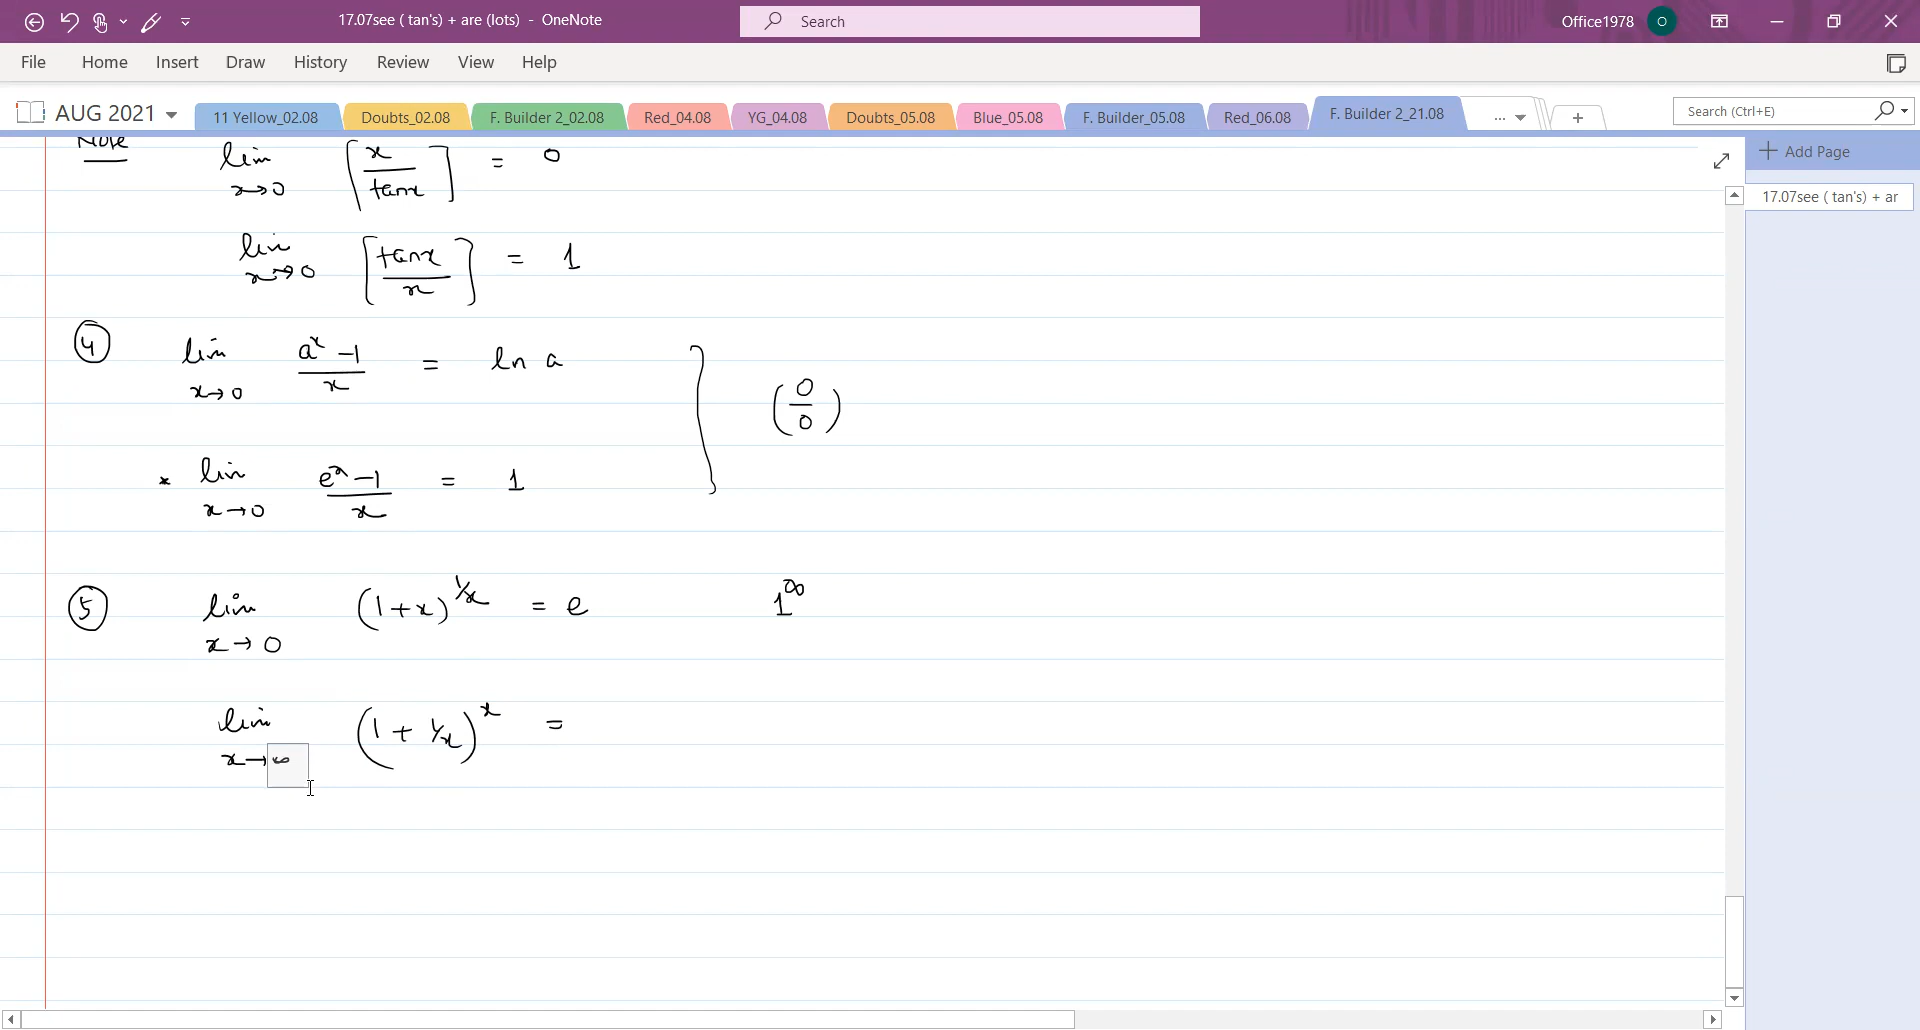 17.07see ( tan's) + are (lots) - OneNote
Search
Office1978
O
File Home Insert Draw History Review View Help
AUG 2021
11 Yellow_02.08 Doubts_02.08 F. Builder 2_02.08 Red_04.08 YG_04.08 Doubts_05.08 Blue_05.08 F. Builder_05.08 Red_06.08 F. Builder 2_21.08 ... +
Search (Ctrl+E)
+ Add Page
17.07see ( tan's) + ar
Note lim x→0 [x/tanx] = 0
lim x→0 [tanx/x] = 1
④ lim x→0 (a^x −1)/x = ln a
(0/0)
* lim x→0 (e^x −1)/x = 1
⑤ lim x→0 (1+x)^(1/x) = e 1^∞
lim x→∞ (1 + 1/x)^x =